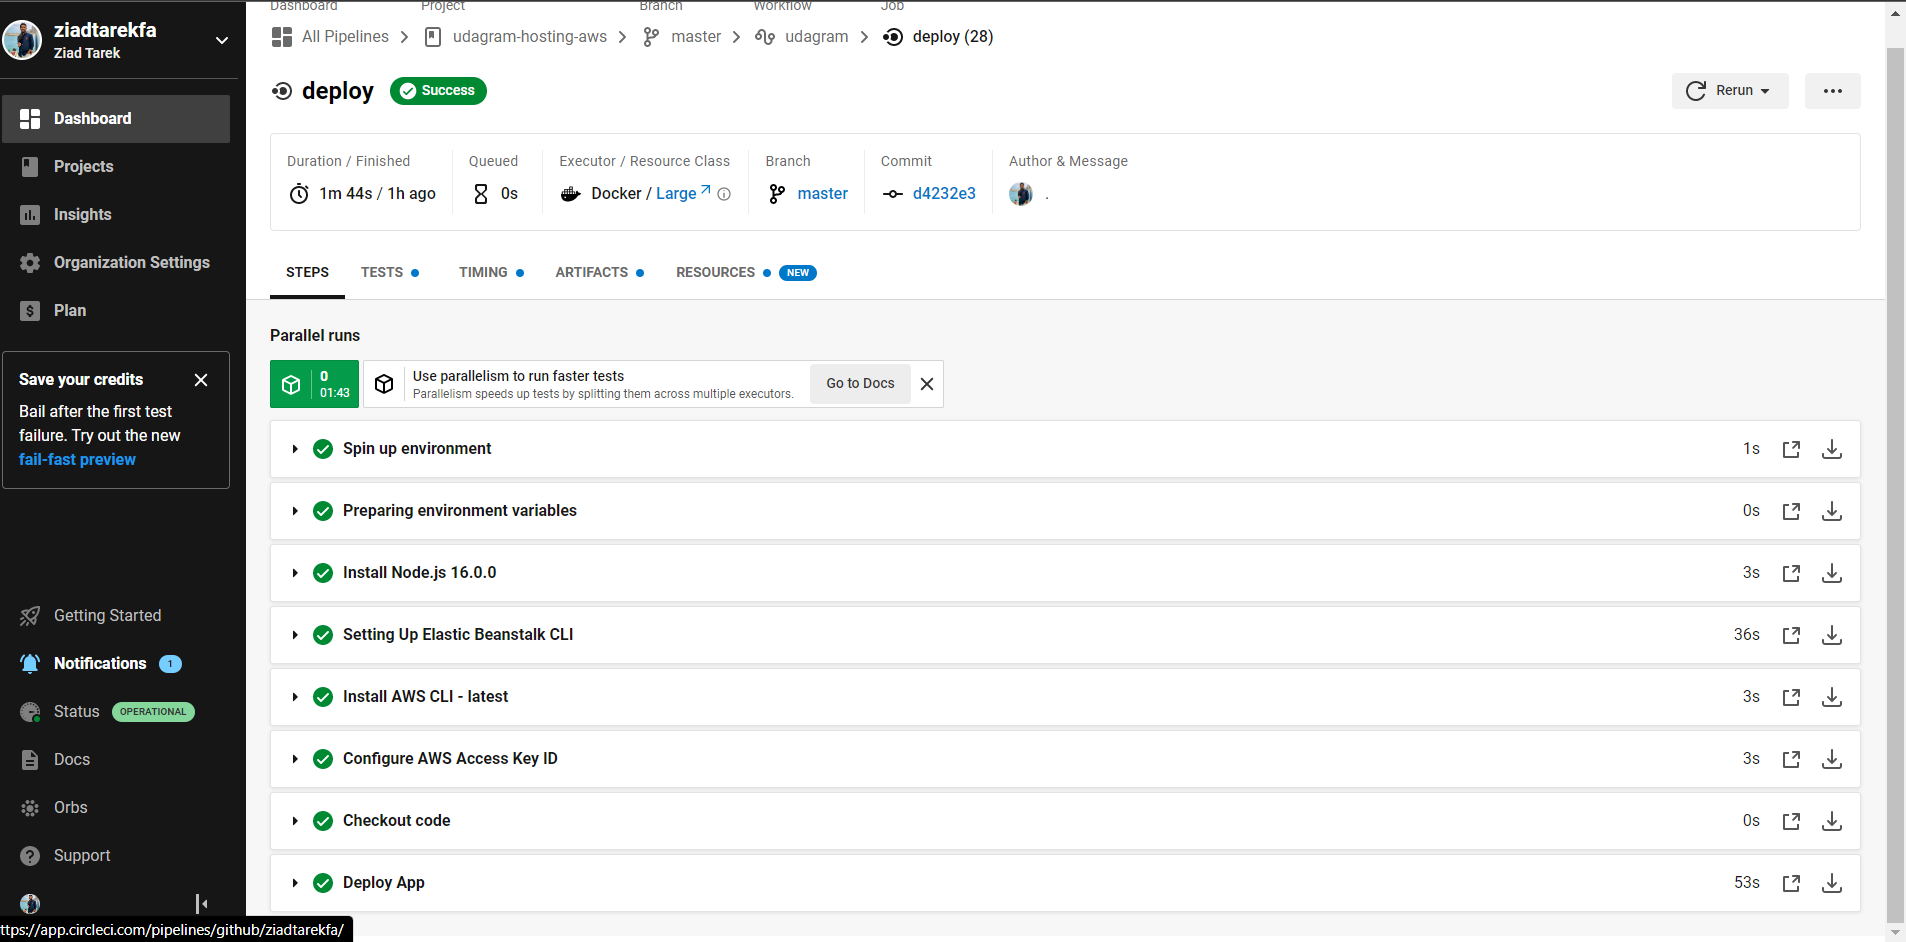 ziadtarekfa
Ziad Tarek
Dashboard
Projects
Insights
Organization Settings
Plan
Save your credits
Bail after the first test
failure. Try out the new
fail-fast preview
Getting Started
Notifications 1
Status OPERATIONAL
Docs
Orbs
Support
ttps://app.circleci.com/pipelines/github/ziadtarekfa/
Dashboard Project Branch Workflow Job
All Pipelines udagram-hosting-aws master udagram deploy (28)
deploy Success
Rerun
Duration / Finished Queued Executor / Resource Class Branch Commit Author & Message
1m 44s / 1h ago 0s Docker / Large master d4232e3 .
STEPS TESTS TIMING ARTIFACTS RESOURCES NEW
Parallel runs
0
01:43
Use parallelism to run faster tests
Parallelism speeds up tests by splitting them across multiple executors.
Go to Docs
Spin up environment 1s
Preparing environment variables 0s
Install Node.js 16.0.0 3s
Setting Up Elastic Beanstalk CLI 36s
Install AWS CLI - latest 3s
Configure AWS Access Key ID 3s
Checkout code 0s
Deploy App 53s